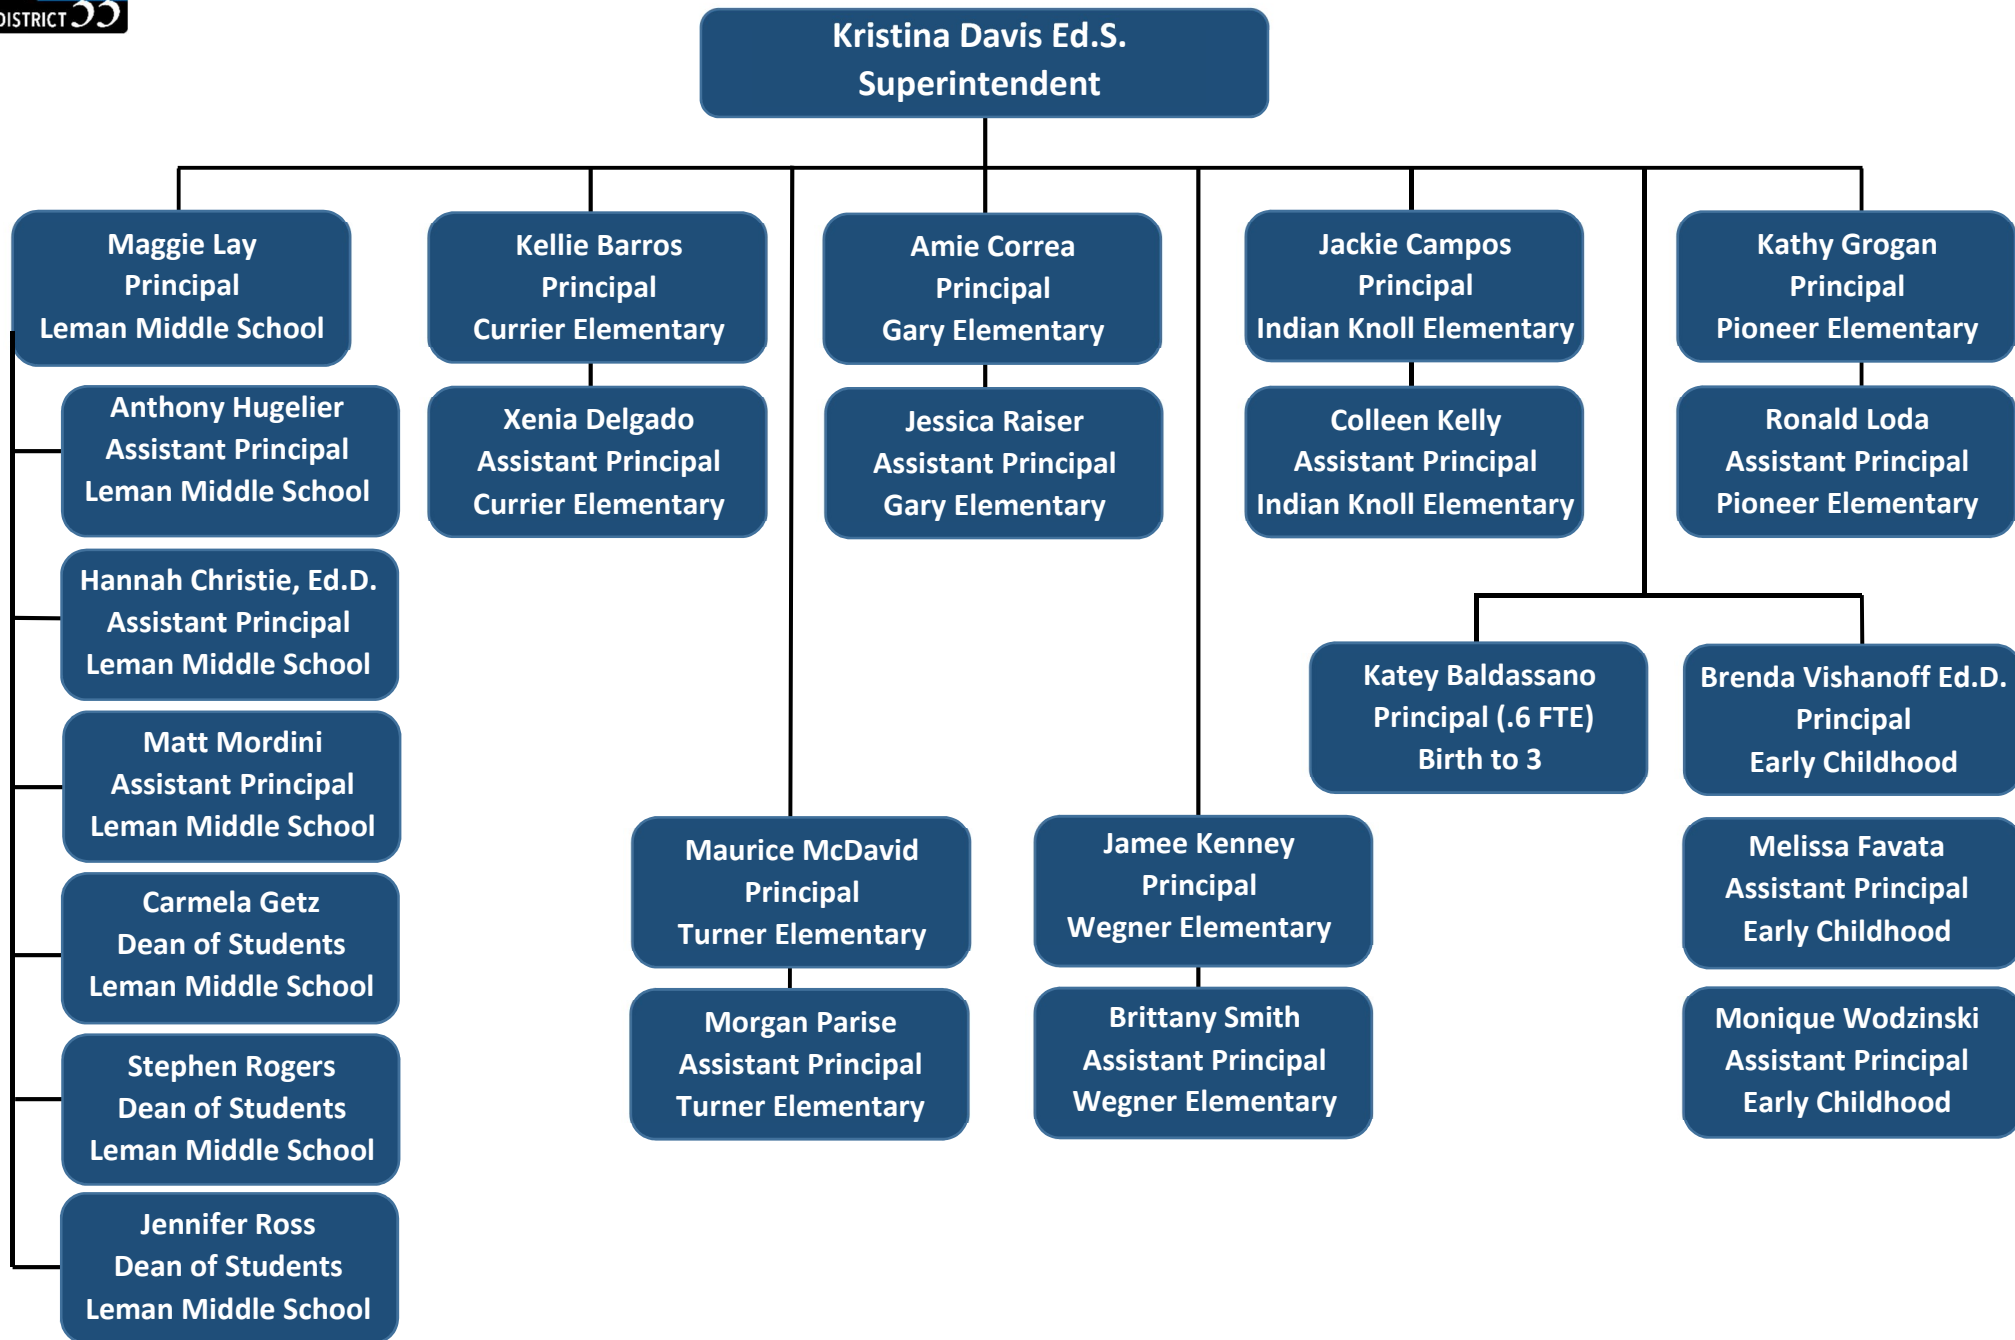 DISTRICT 33
Kristina Davis Ed.S.
Superintendent
Maggie Lay
Principal
Leman Middle School
Kellie Barros
Principal
Currier Elementary
Amie Correa
Principal
Gary Elementary
Jackie Campos
Principal
Indian Knoll Elementary
Kathy Grogan
Principal
Pioneer Elementary
Anthony Hugelier
Assistant Principal
Leman Middle School
Xenia Delgado
Assistant Principal
Currier Elementary
Jessica Raiser
Assistant Principal
Gary Elementary
Colleen Kelly
Assistant Principal
Indian Knoll Elementary
Ronald Loda
Assistant Principal
Pioneer Elementary
Hannah Christie, Ed.D.
Assistant Principal
Leman Middle School
Katey Baldassano
Principal (.6 FTE)
Birth to 3
Brenda Vishanoff Ed.D.
Principal
Early Childhood
Matt Mordini
Assistant Principal
Leman Middle School
Maurice McDavid
Principal
Turner Elementary
Jamee Kenney
Principal
Wegner Elementary
Melissa Favata
Assistant Principal
Early Childhood
Carmela Getz
Dean of Students
Leman Middle School
Morgan Parise
Assistant Principal
Turner Elementary
Brittany Smith
Assistant Principal
Wegner Elementary
Monique Wodzinski
Assistant Principal
Early Childhood
Stephen Rogers
Dean of Students
Leman Middle School
Jennifer Ross
Dean of Students
Leman Middle School